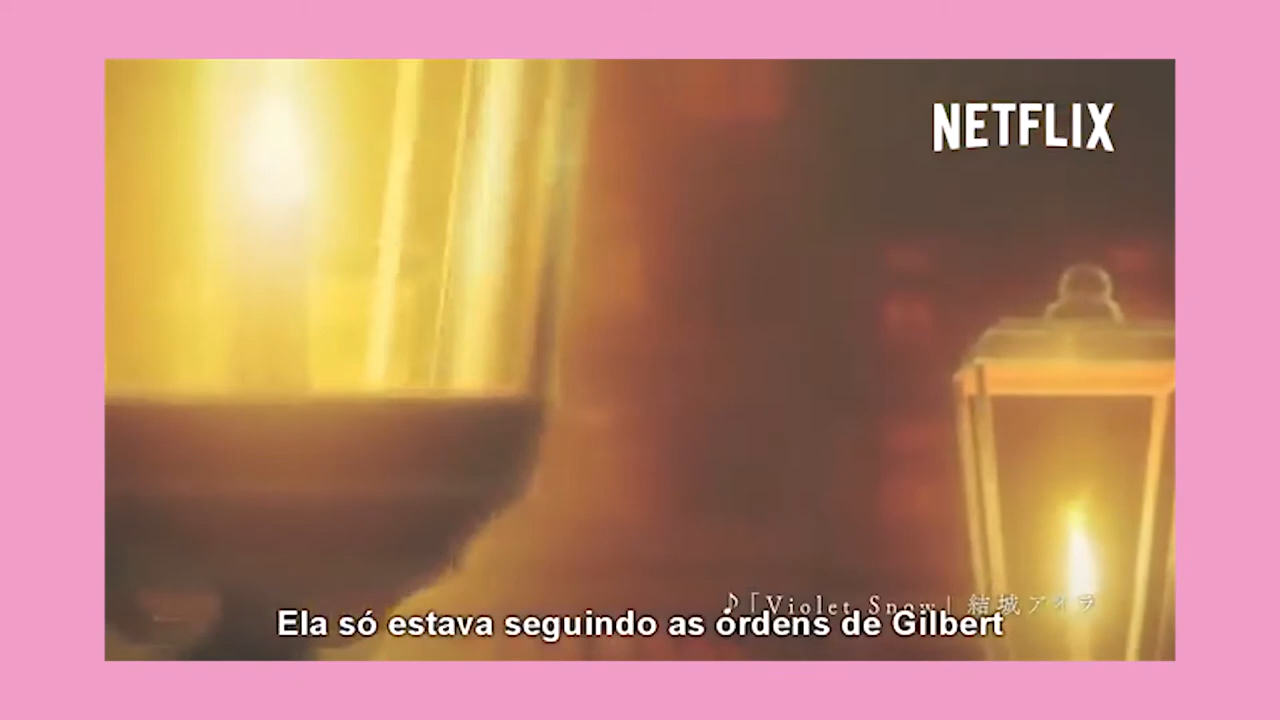 NETFLIX
♪「Violet Snow」結城アイラ
Ela só estava seguindo as ordens de Gilbert